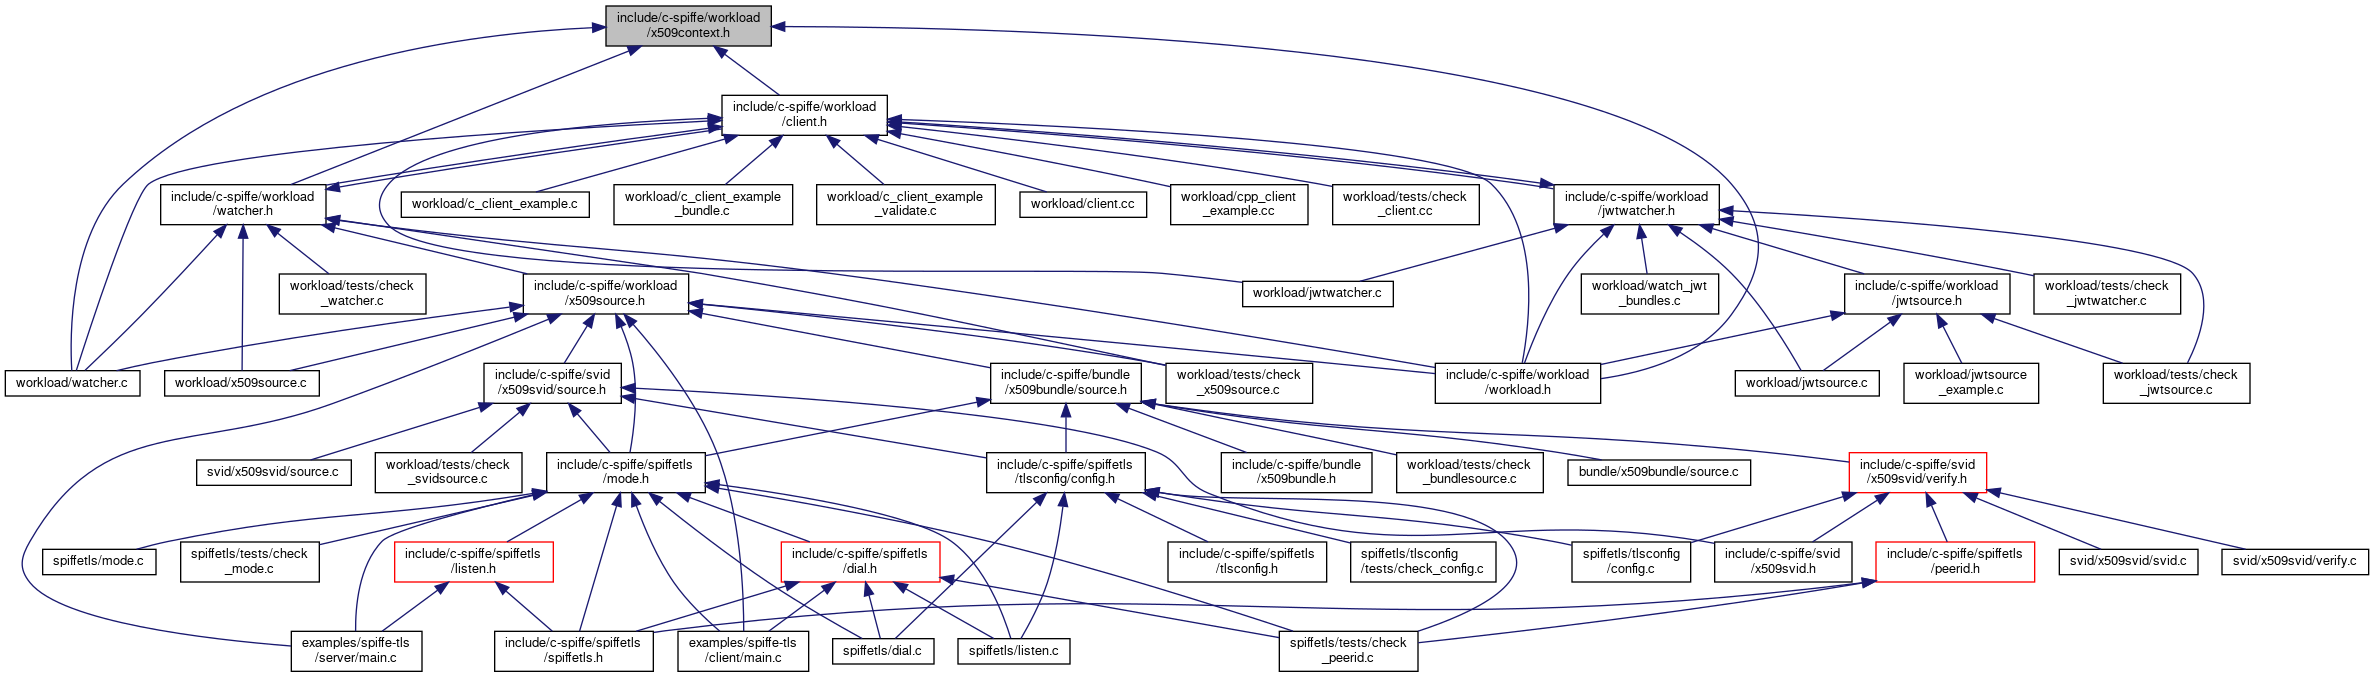 include/c-spiffe/workload
/x509context.h
include/c-spiffe/workload
/client.h
include/c-spiffe/workload
/watcher.h
workload/c_client_example.c
workload/c_client_example
_bundle.c
workload/c_client_example
_validate.c
workload/client.cc
workload/cpp_client
_example.cc
workload/tests/check
_client.cc
include/c-spiffe/workload
/jwtwatcher.h
workload/tests/check
_watcher.c
include/c-spiffe/workload
/x509source.h
workload/jwtwatcher.c
workload/watch_jwt
_bundles.c
include/c-spiffe/workload
/jwtsource.h
workload/tests/check
_jwtwatcher.c
workload/watcher.c
workload/x509source.c
include/c-spiffe/svid
/x509svid/source.h
include/c-spiffe/bundle
/x509bundle/source.h
workload/tests/check
_x509source.c
include/c-spiffe/workload
/workload.h
workload/jwtsource.c
workload/jwtsource
_example.c
workload/tests/check
_jwtsource.c
svid/x509svid/source.c
workload/tests/check
_svidsource.c
include/c-spiffe/spiffetls
/mode.h
include/c-spiffe/spiffetls
/tlsconfig/config.h
include/c-spiffe/bundle
/x509bundle.h
workload/tests/check
_bundlesource.c
bundle/x509bundle/source.c
include/c-spiffe/svid
/x509svid/verify.h
spiffetls/mode.c
spiffetls/tests/check
_mode.c
include/c-spiffe/spiffetls
/listen.h
include/c-spiffe/spiffetls
/dial.h
include/c-spiffe/spiffetls
/tlsconfig.h
spiffetls/tlsconfig
/tests/check_config.c
spiffetls/tlsconfig
/config.c
include/c-spiffe/svid
/x509svid.h
include/c-spiffe/spiffetls
/peerid.h
svid/x509svid/svid.c
svid/x509svid/verify.c
examples/spiffe-tls
/server/main.c
include/c-spiffe/spiffetls
/spiffetls.h
examples/spiffe-tls
/client/main.c
spiffetls/dial.c
spiffetls/listen.c
spiffetls/tests/check
_peerid.c